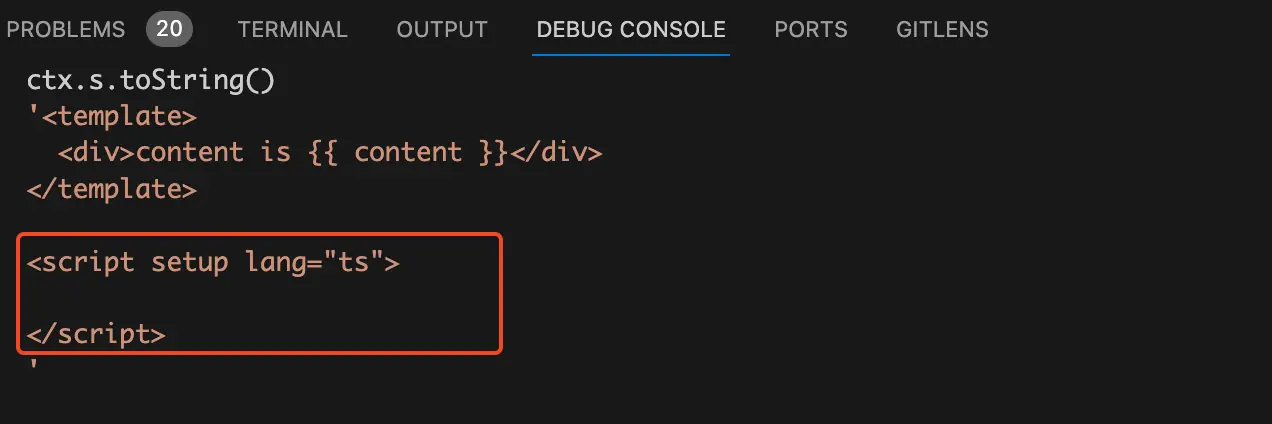 PROBLEMS 20 TERMINAL OUTPUT DEBUG CONSOLE PORTS GITLENS
ctx.s.toString()
'<template>
  <div>content is {{ content }}</div>
</template>

<script setup lang="ts">

</script>
'